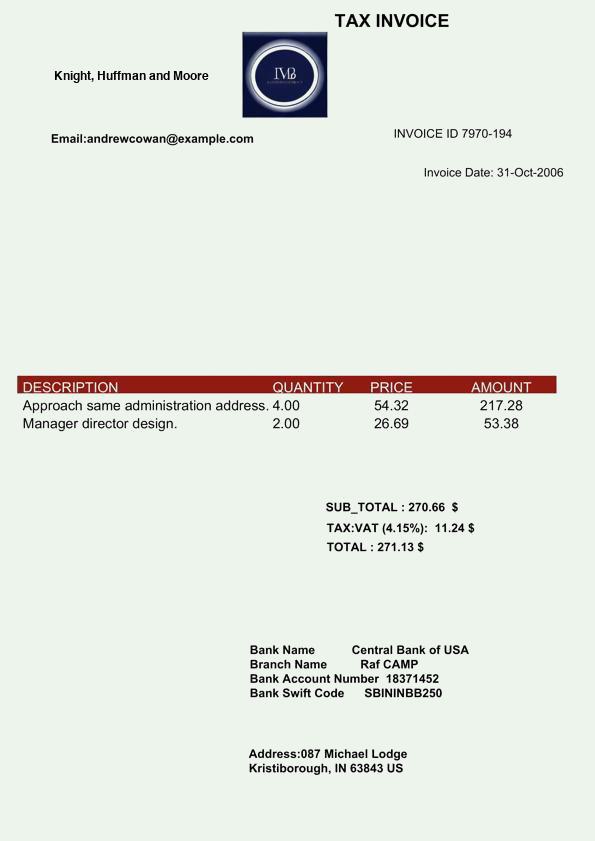 TAX INVOICE
Knight, Huffman and Moore
Email:andrewcowan@example.com
INVOICE ID 7970-194
Invoice Date: 31-Oct-2006
DESCRIPTION QUANTITY PRICE AMOUNT
Approach same administration address. 4.00 54.32 217.28
Manager director design. 2.00 26.69 53.38
SUB_TOTAL : 270.66 $
TAX:VAT (4.15%): 11.24 $
TOTAL : 271.13 $
Bank Name Central Bank of USA
Branch Name Raf CAMP
Bank Account Number 18371452
Bank Swift Code SBININBB250
Address:087 Michael Lodge
Kristiborough, IN 63843 US